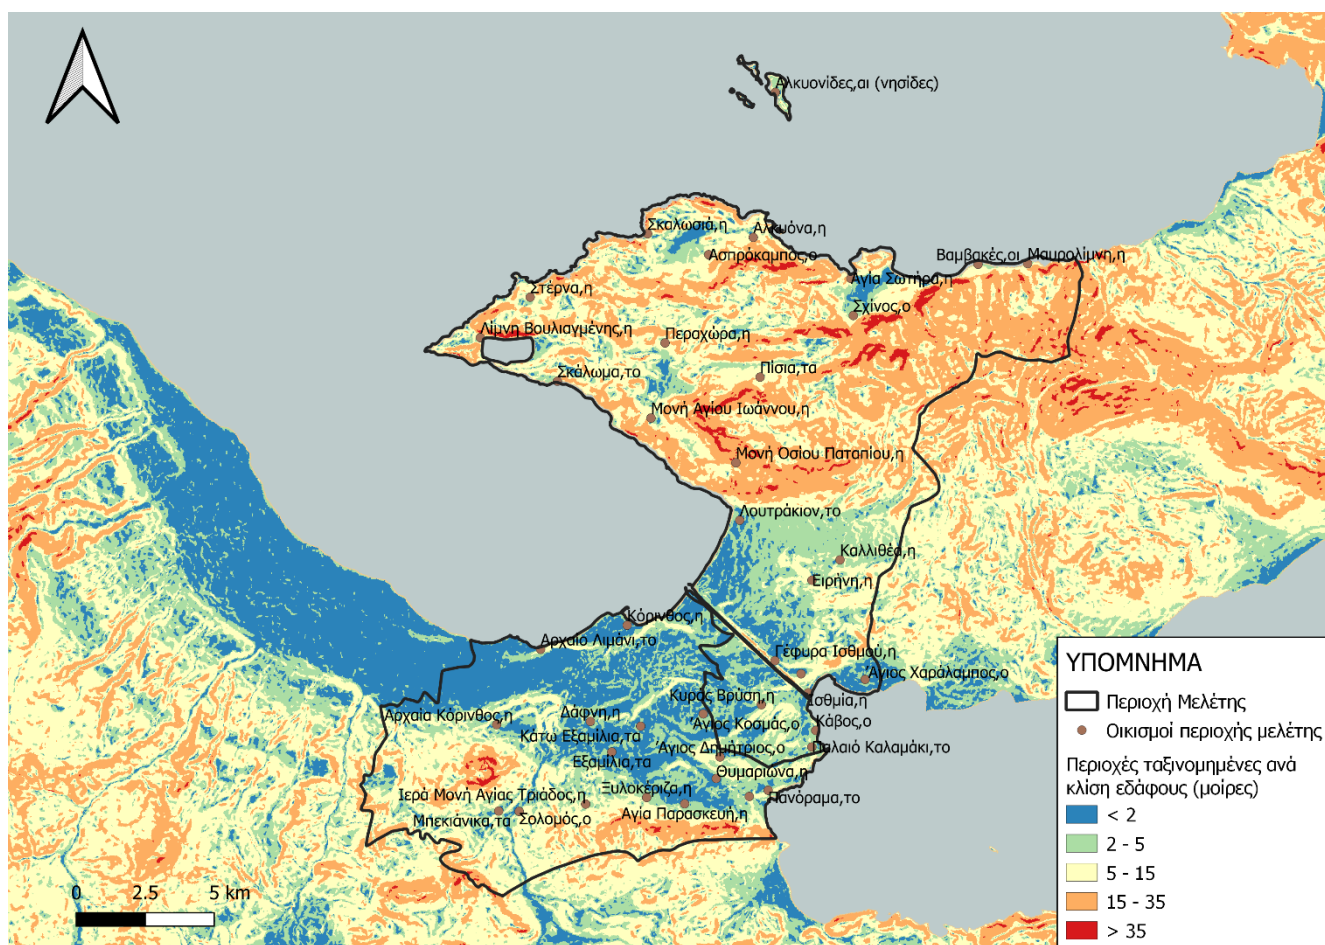 Αλκυονίδες,αι (νησίδες)
Σκαλωσιά,η
Αλκυόνα,η
Ασπρόκαμπος,ο
Βαμβακές,οι
Μαυρολίμνη,η
Αγία Σωτήρα,η
Στέρνα,η
Σχίνος,ο
Λίμνη Βουλιαγμένης,η
Περαχώρα,η
Σκάλωμα,το
Πίσια,τα
Μονή Αγίου Ιωάννου,η
Μονή Οσίου Παταπίου,η
Λουτράκιον,το
Καλλιθέα,η
Ειρήνη,η
Κόρινθος,η
Αρχαίο Λιμάνι,το
Γέφυρα Ισθμού,η
Άγιος Χαράλαμπος,ο
Κυράς Βρύση,η
Ισθμία,η
Αρχαία Κόρινθος,η
Δάφνη,η
Άγιος Κοσμάς,ο
Κάβος,ο
Κάτω Εξαμίλια,τα
Άγιος Δημήτριος,ο
Παλαιό Καλαμάκι,το
Εξαμίλια,τα
Θυμαριώνα,η
Ξυλοκέριζα,η
Ιερά Μονή Αγίας Τριάδος,η
Πανόραμα,το
Μπεκιάνικα,τα
Σολομός,ο
Αγία Παρασκευή,η
0
2.5
5 km
ΥΠΟΜΝΗΜΑ
Περιοχή Μελέτης
Οικισμοί περιοχής μελέτης
Περιοχές ταξινομημένες ανά
κλίση εδάφους (μοίρες)
< 2
2 - 5
5 - 15
15 - 35
> 35